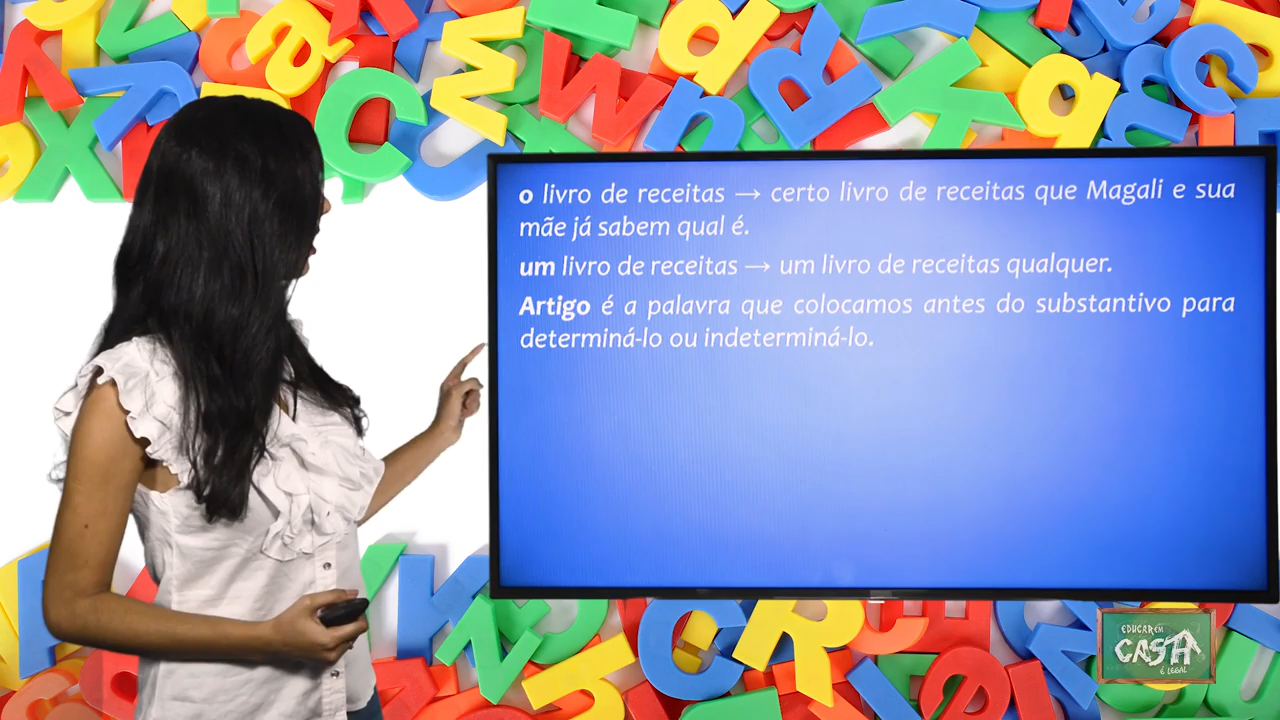 o livro de receitas → certo livro de receitas que Magali e sua
mãe já sabem qual é.
um livro de receitas → um livro de receitas qualquer.
Artigo é a palavra que colocamos antes do substantivo para
determiná-lo ou indeterminá-lo.
EDUCAR EM
CASA
É LEGAL